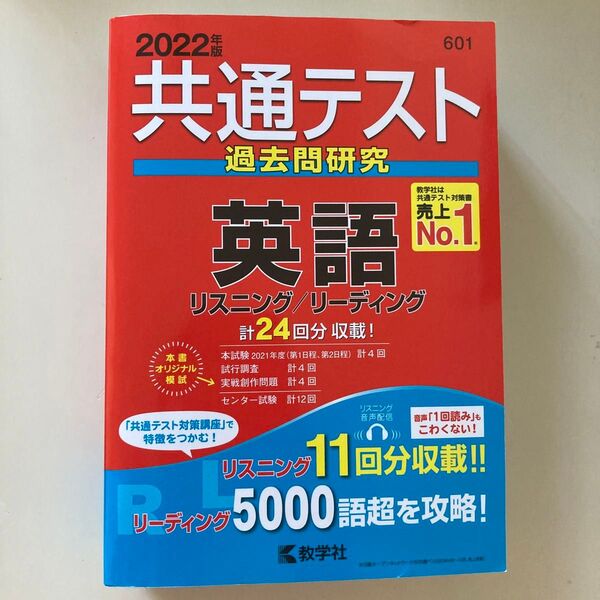 2022年版
601
共通テスト
過去問研究
教学社は
共通テスト対策書
売上
No.1
英語
リスニング/リーディング
計24回分 収載!
本書
オリジナル
模試
本試験 2021年度(第1日程、第2日程) 計4回
試行調査 計4回
実戦創作問題 計4回
センター試験 計12回
「共通テスト対策講座」で
特徴をつかむ!
リスニング
音声配信
音声「1回読み」も
こわくない!
リスニング11回分収載!!
R L
リーディング5000語超を攻略!
教学社